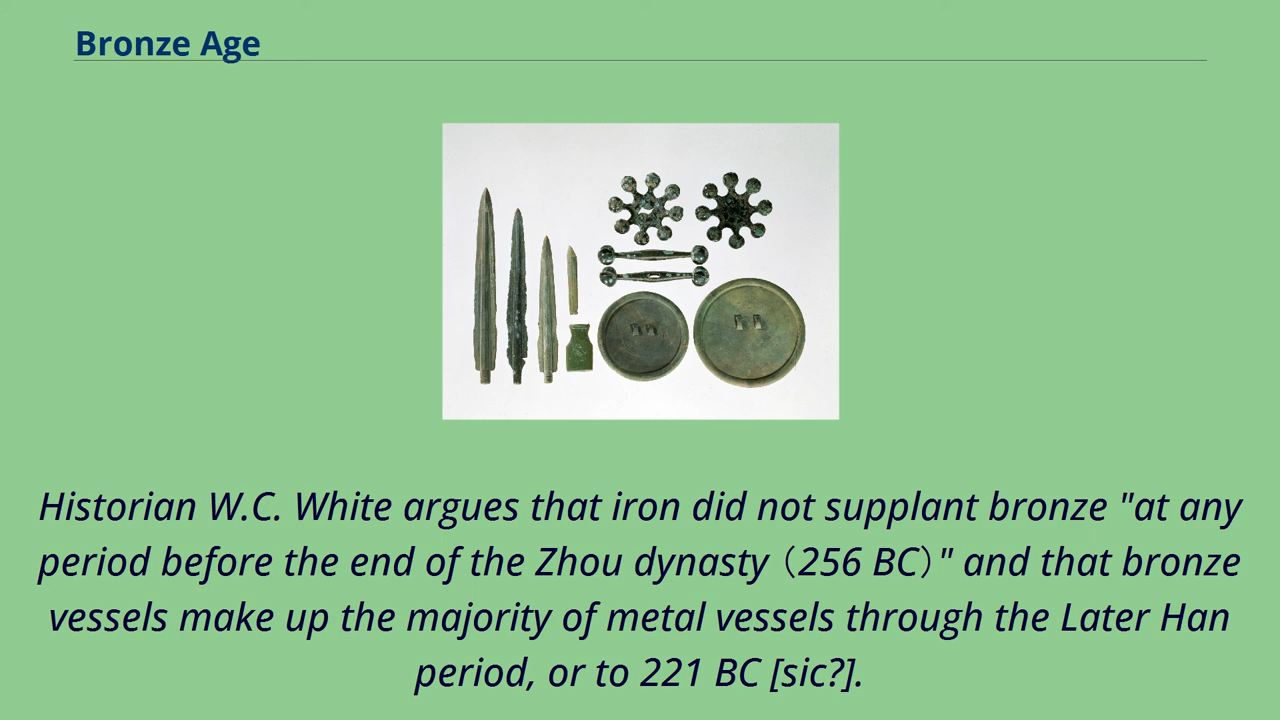 Bronze Age
Historian W.C. White argues that iron did not supplant bronze "at any
period before the end of the Zhou dynasty（256 BC）" and that bronze
vessels make up the majority of metal vessels through the Later Han
period, or to 221 BC [sic?].